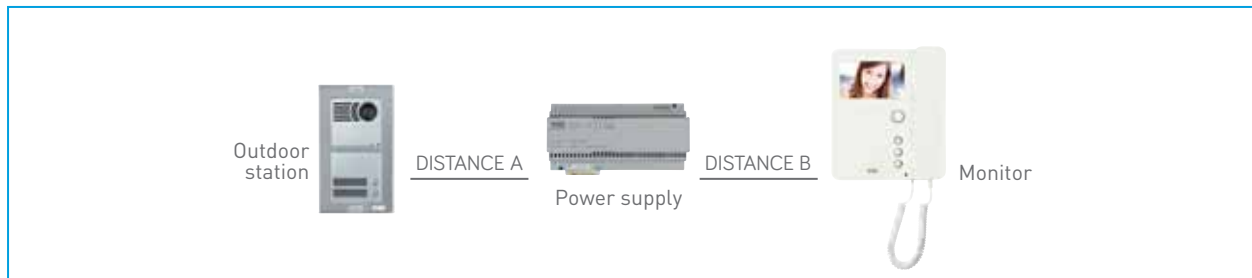 Outdoor
station
DISTANCE A
Power supply
DISTANCE B
Monitor